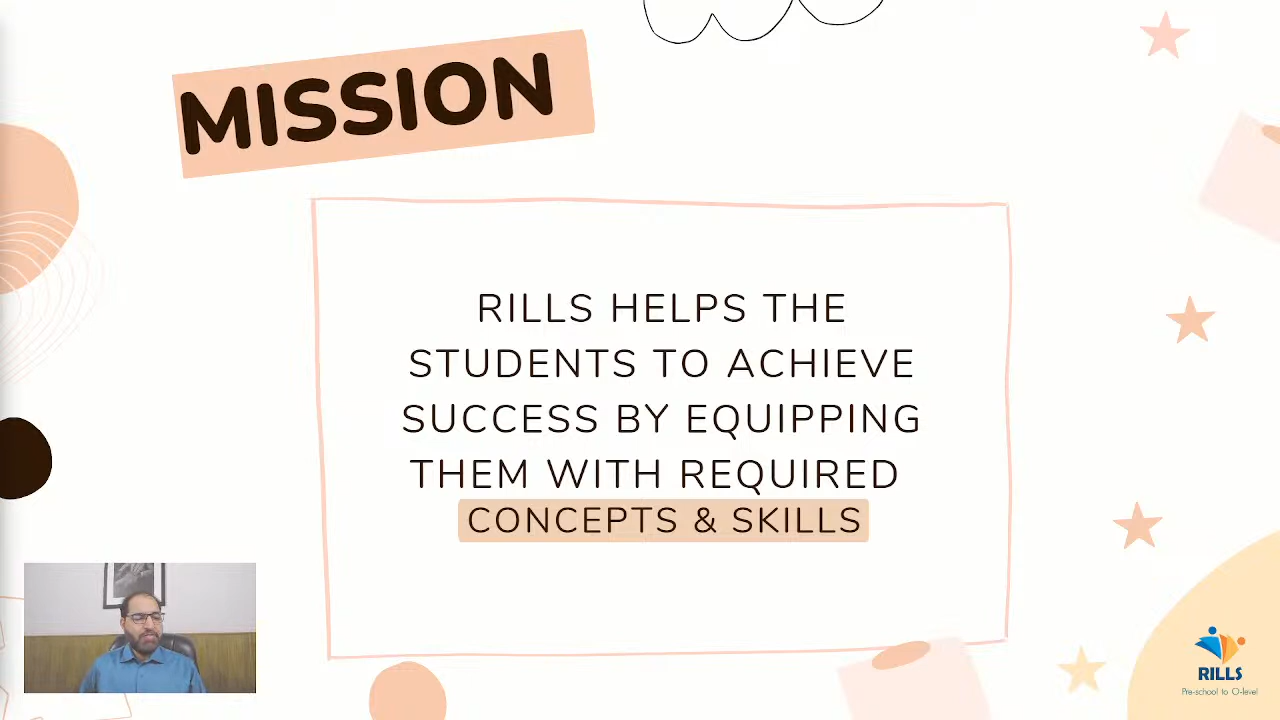 MISSION
RILLS HELPS THE
STUDENTS TO ACHIEVE
SUCCESS BY EQUIPPING
THEM WITH REQUIRED
CONCEPTS & SKILLS
RILLS
Pre-school to O-level